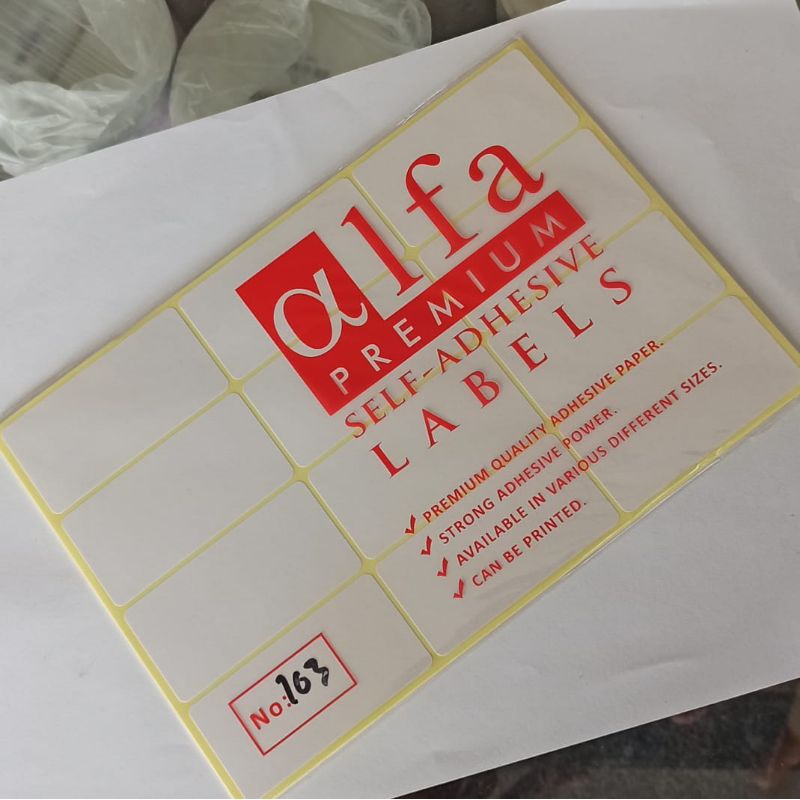 alfa
PREMIUM
SELF-ADHESIVE
LABELS
✓ PREMIUM QUALITY ADHESIVE PAPER.
✓ STRONG ADHESIVE POWER.
✓ AVAILABLE IN VARIOUS DIFFERENT SIZES.
✓ CAN BE PRINTED.
No: 103